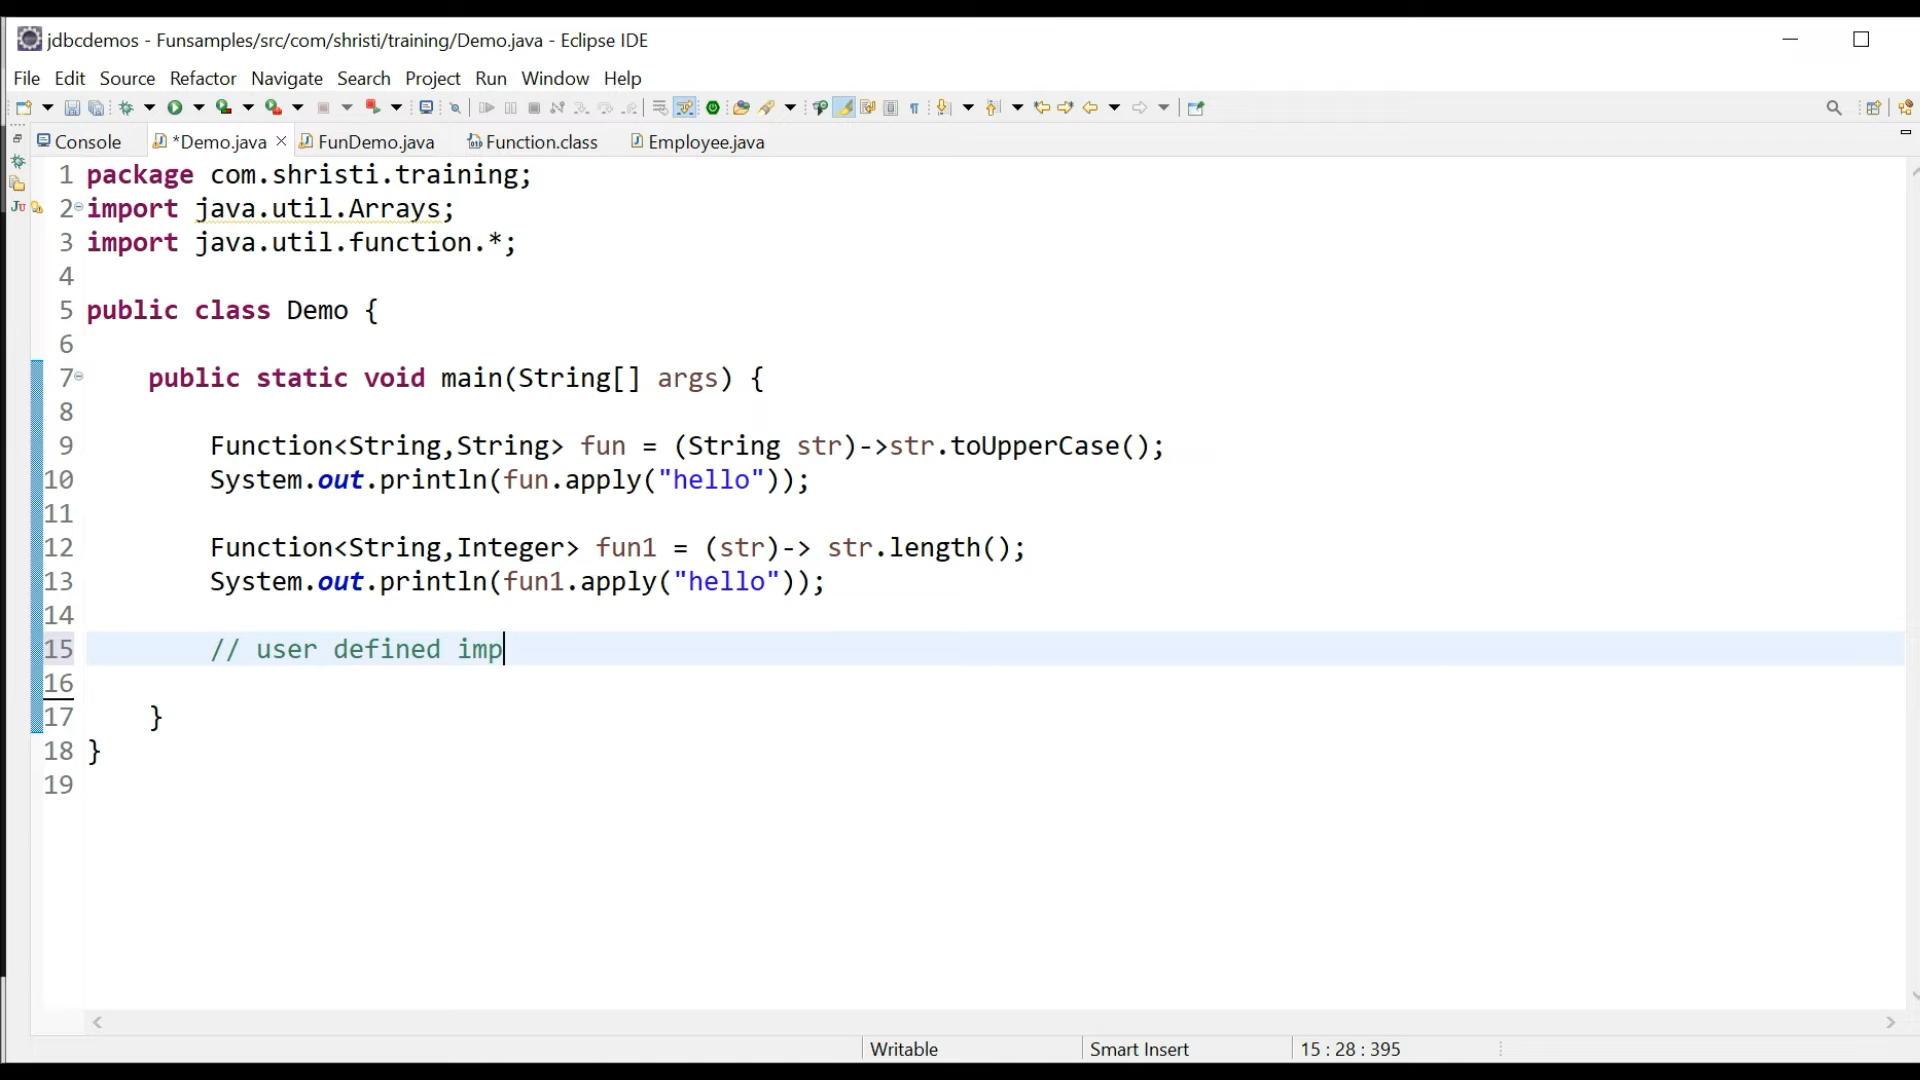 jdbcdemos - Funsamples/src/com/shristi/training/Demo.java - Eclipse IDE
File Edit Source Refactor Navigate Search Project Run Window Help
Console *Demo.java FunDemo.java Function.class Employee.java
1 package com.shristi.training;
2 import java.util.Arrays;
3 import java.util.function.*;
4
5 public class Demo {
6
7 public static void main(String[] args) {
8
9 Function<String,String> fun = (String str)->str.toUpperCase();
10 System.out.println(fun.apply("hello"));
11
12 Function<String,Integer> fun1 = (str)-> str.length();
13 System.out.println(fun1.apply("hello"));
14
15 // user defined imp
16
17 }
18 }
19
Writable Smart Insert 15 : 28 : 395